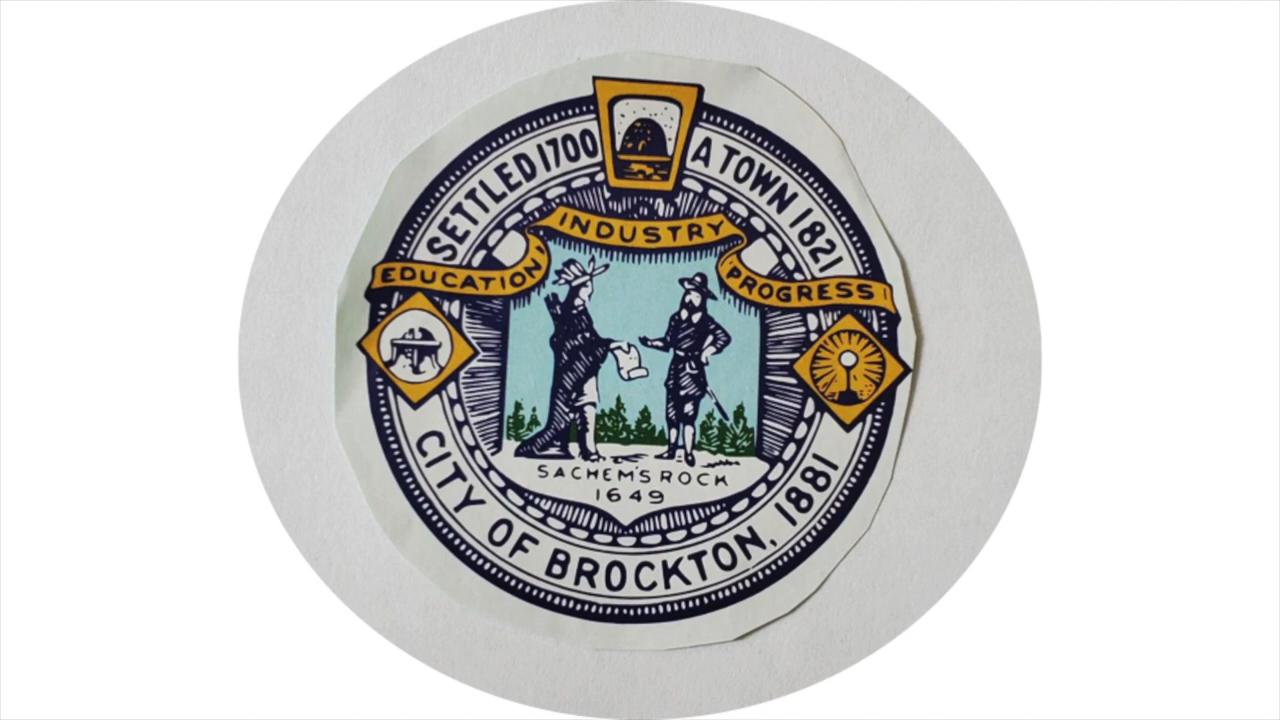 SETTLED 1700
A TOWN 1821
EDUCATION
INDUSTRY
PROGRESS
SACHEM'S ROCK
1649
CITY OF BROCKTON, 1881